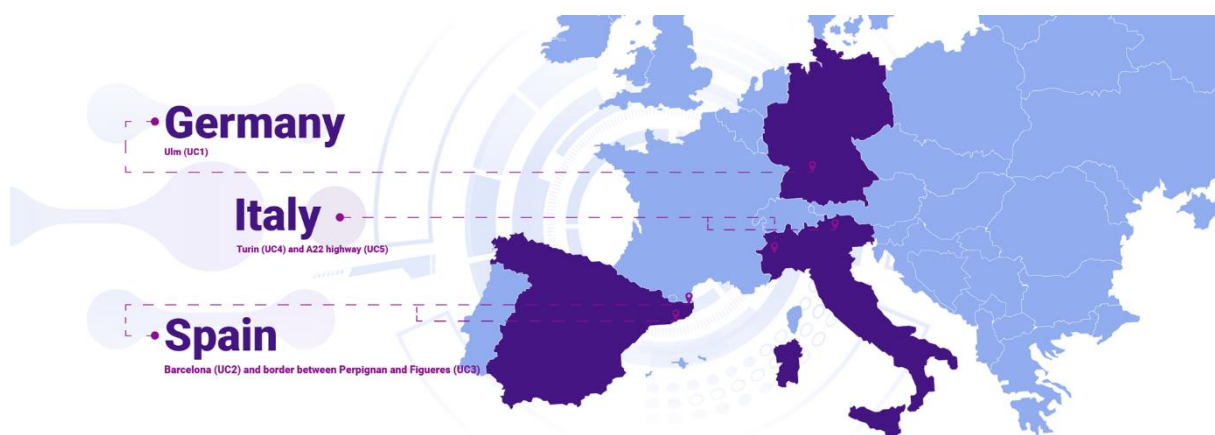 Germany
Ulm (UC1)
Italy
Turin (UC4) and A22 highway (UC5)
Spain
Barcelona (UC2) and border between Perpignan and Figueres (UC3)